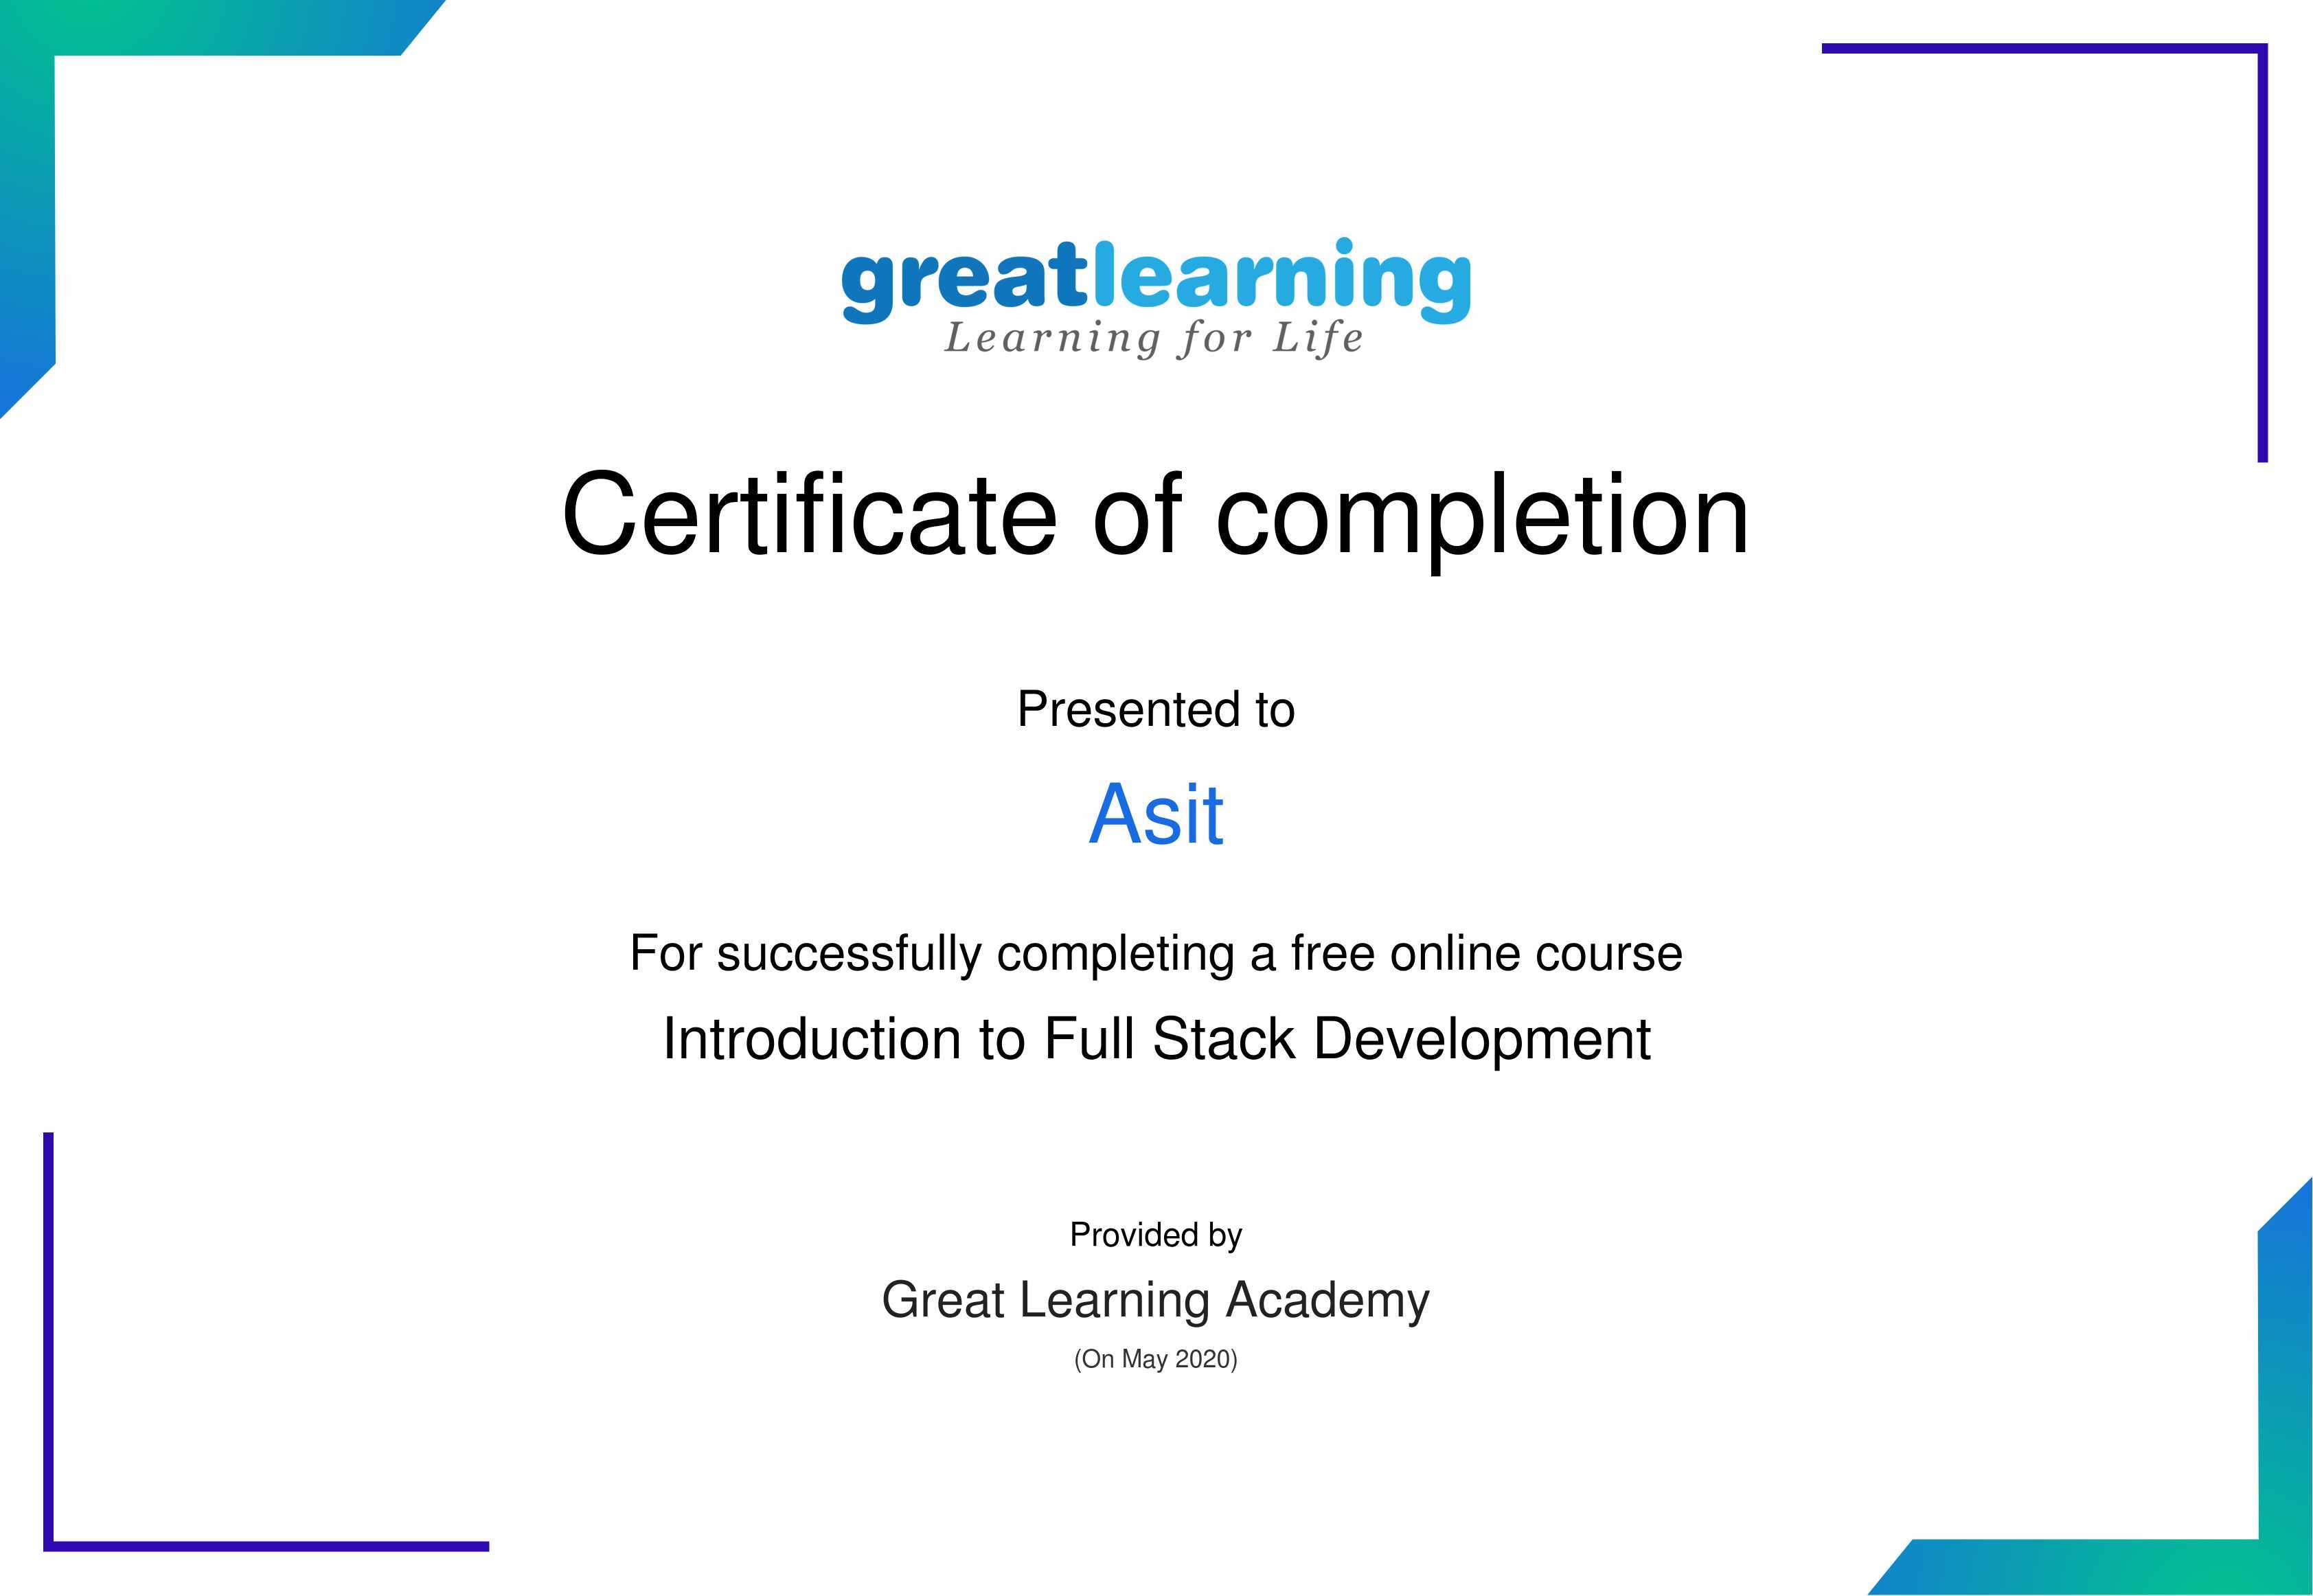 greatlearning
Learning for Life
Certificate of completion
Presented to
Asit
For successfully completing a free online course
Introduction to Full Stack Development
Provided by
Great Learning Academy
(On May 2020)